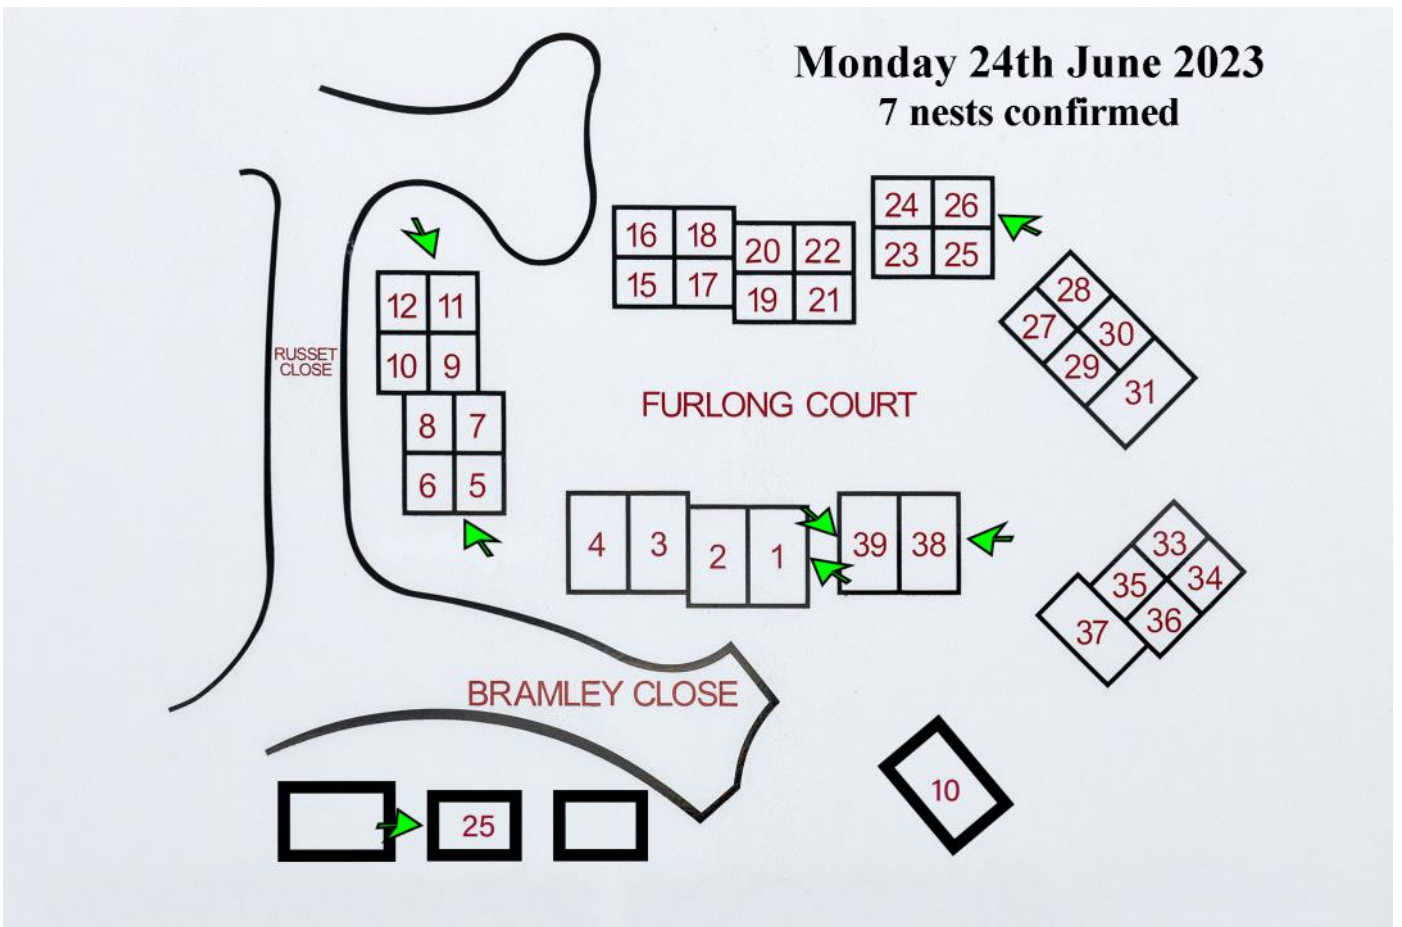 Monday 24th June 2023
7 nests confirmed
24 26
16 18
20 22
23 25
15 17
19 21
28
12 11
27 30
RUSSET
CLOSE
10 9
29
31
FURLONG COURT
8 7
6 5
33
4 3 2 1 39 38
35 34
36
37
BRAMLEY CLOSE
10
25